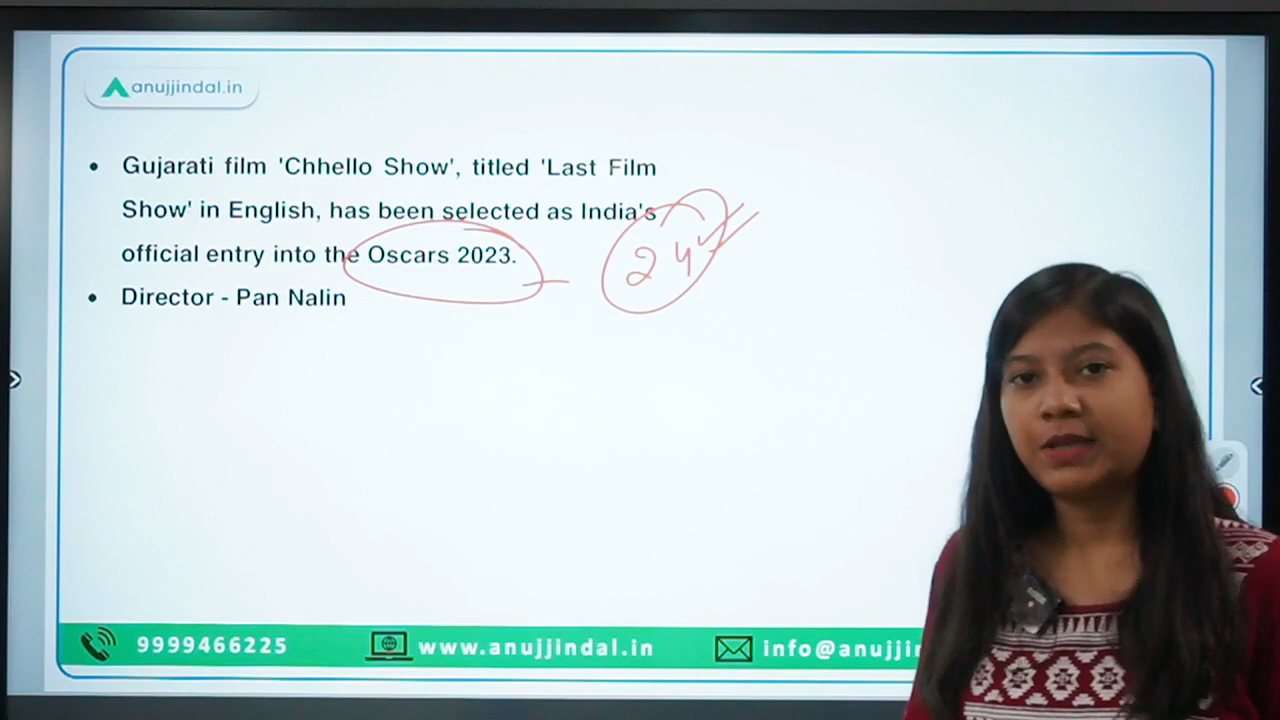 anujjindal.in
• Gujarati film 'Chhello Show', titled 'Last Film
Show' in English, has been selected as India's
official entry into the Oscars 2023.
24
• Director - Pan Nalin
9999466225
www.anujjindal.in
info@anujjin